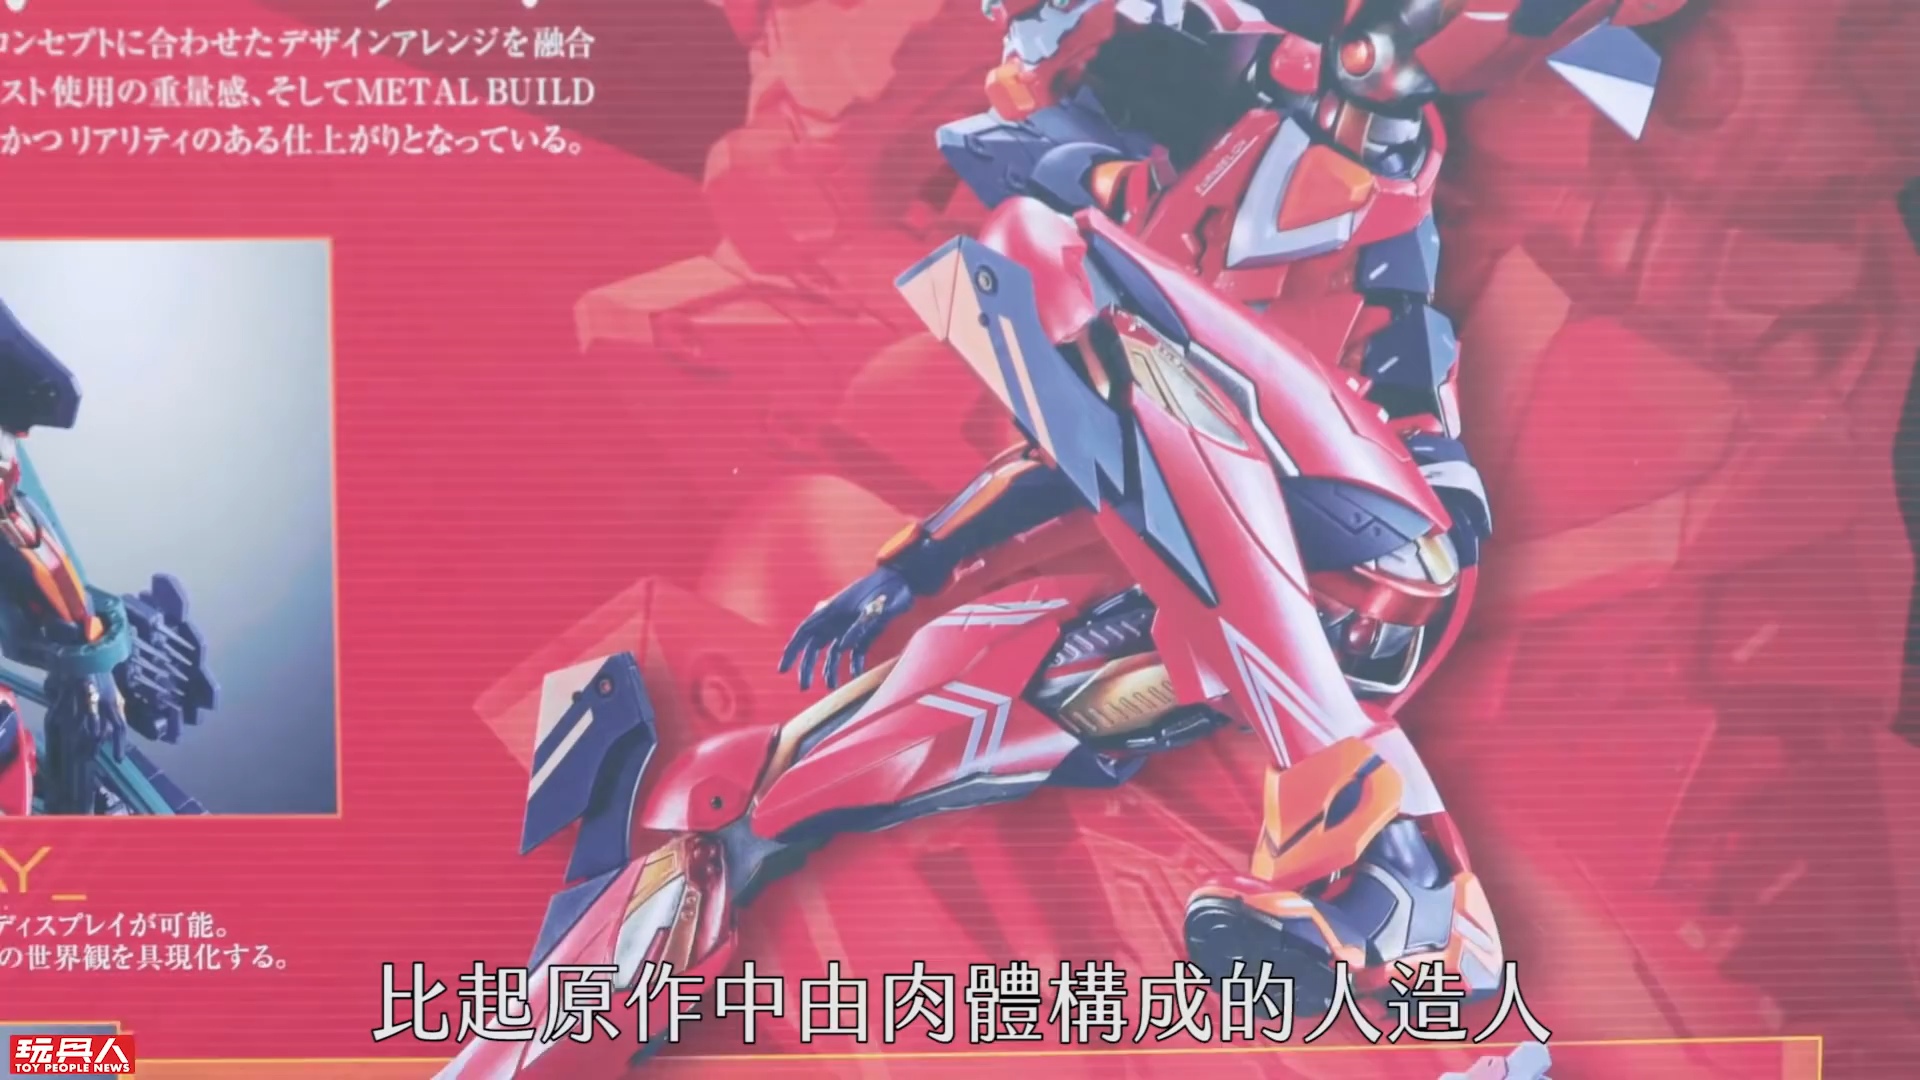 コンセプトに合わせたデザインアレンジを融合
スト使用の重量感、そしてMETAL BUILD
かつリアリティのある仕上がりとなっている。
AY_
ディスプレイが可能。
の世界観を具現化する。
比起原作中由肉體構成的人造人
玩具人
TOY PEOPLE NEWS